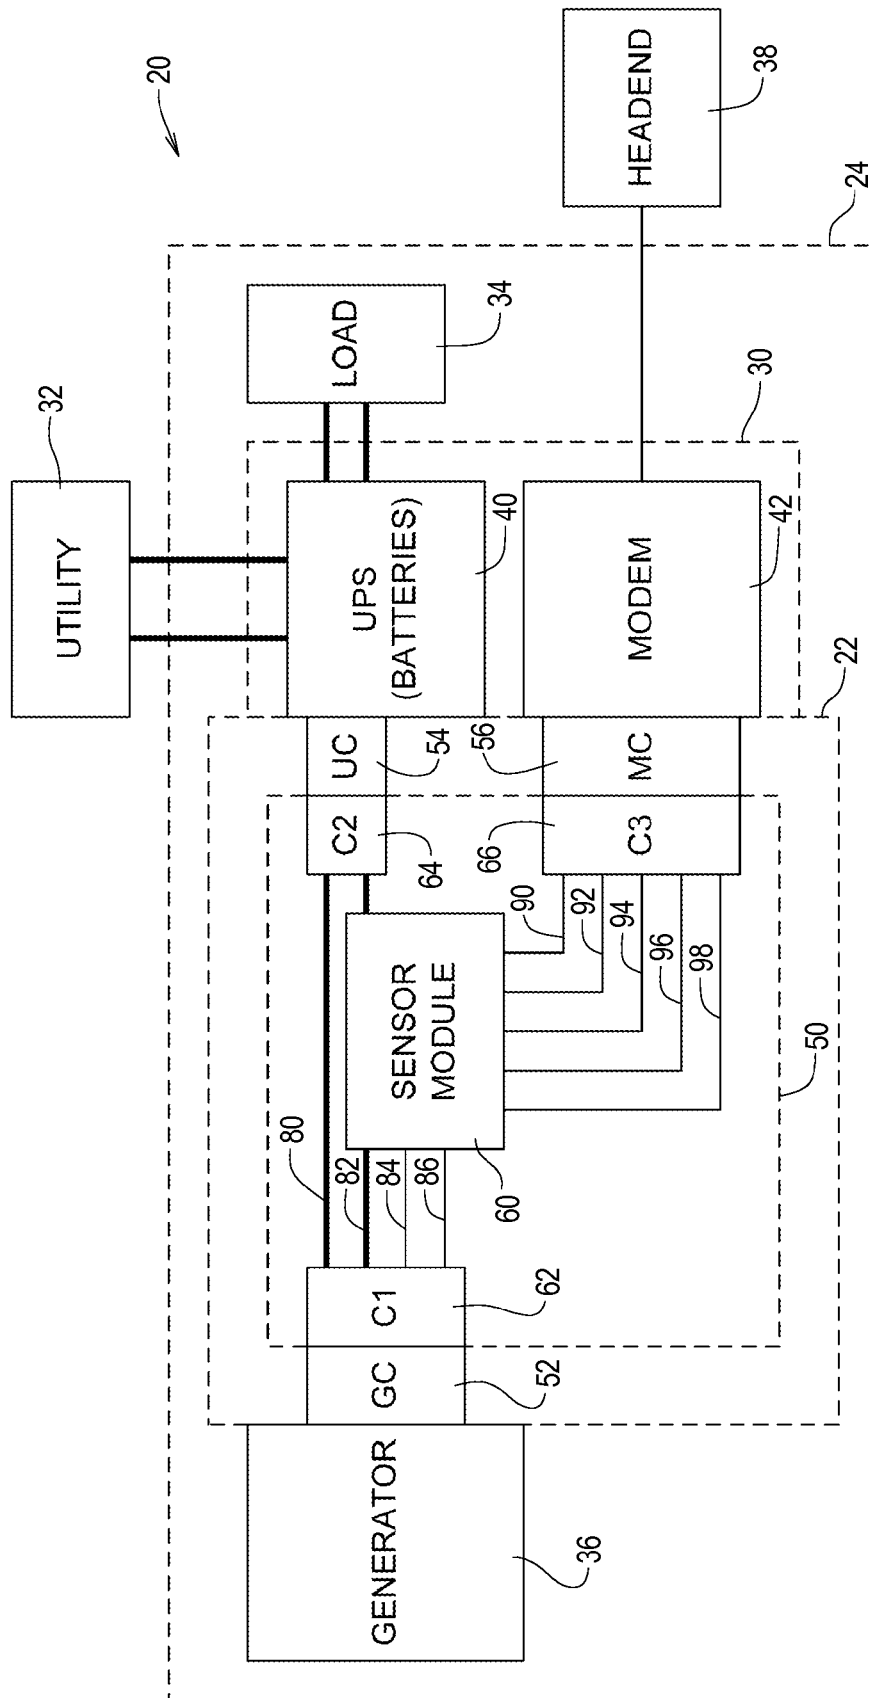 20
UTILITY
32
LOAD
34
HEADEND
38
24
30
UPS
(BATTERIES)
40
MODEM
42
22
UC
54
56
MC
C2
64
66
C3
SENSOR
MODULE
60
90
92
94
96
98
50
80
82
84
86
C1
62
GC
52
GENERATOR
36